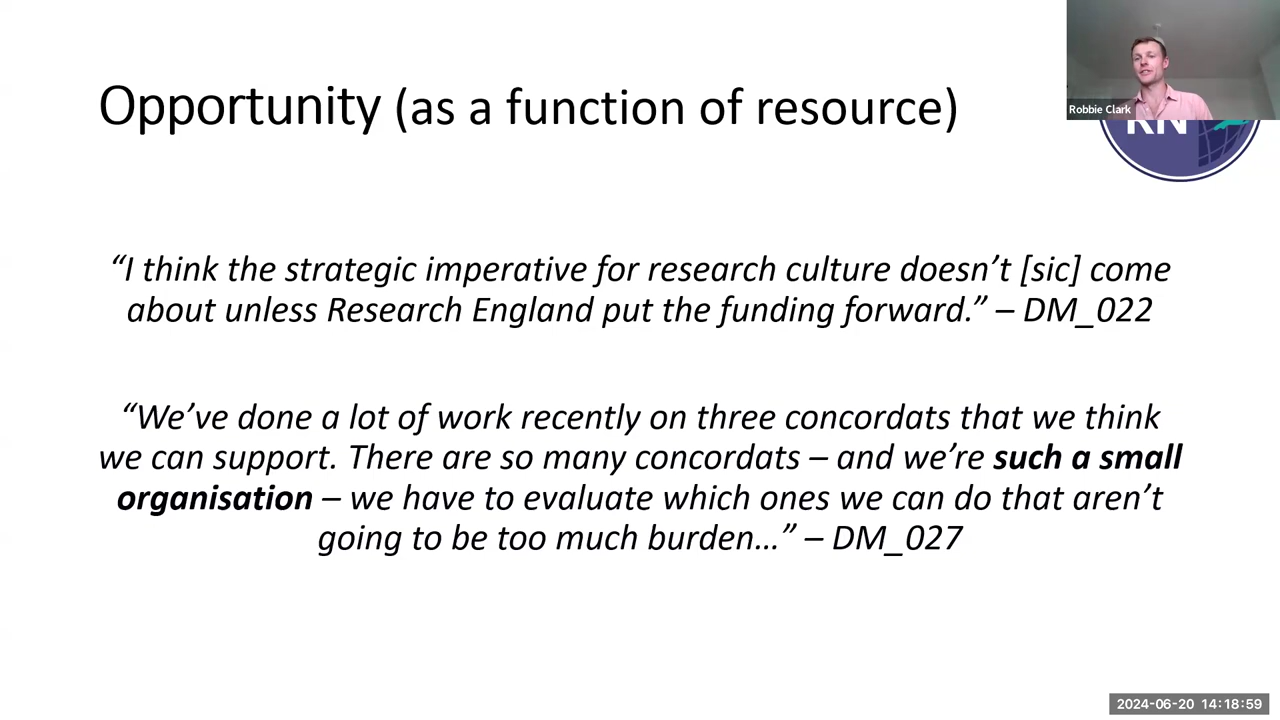 Opportunity (as a function of resource)
Robbie Clark
RN
“I think the strategic imperative for research culture doesn’t [sic] come
about unless Research England put the funding forward.” – DM_022
“We’ve done a lot of work recently on three concordats that we think
we can support. There are so many concordats – and we’re such a small
organisation – we have to evaluate which ones we can do that aren’t
going to be too much burden…” – DM_027
2024-06-20 14:18:59